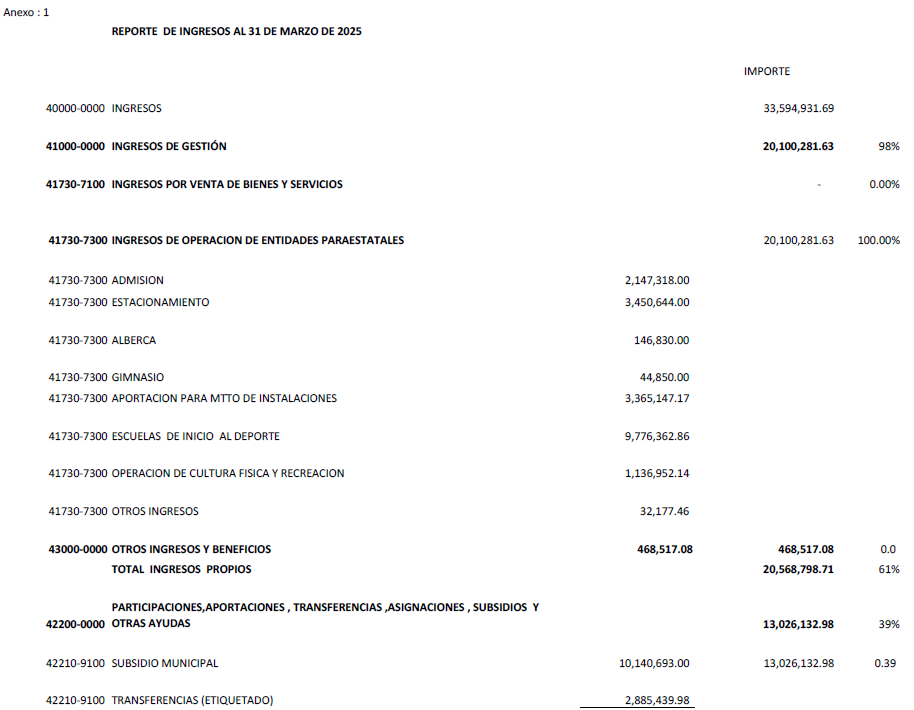 Anexo : 1
REPORTE DE INGRESOS AL 31 DE MARZO DE 2025
IMPORTE
40000-0000 INGRESOS 33,594,931.69
41000-0000 INGRESOS DE GESTIÓN 20,100,281.63 98%
41730-7100 INGRESOS POR VENTA DE BIENES Y SERVICIOS - 0.00%
41730-7300 INGRESOS DE OPERACION DE ENTIDADES PARAESTATALES 20,100,281.63 100.00%
41730-7300 ADMISION 2,147,318.00
41730-7300 ESTACIONAMIENTO 3,450,644.00
41730-7300 ALBERCA 146,830.00
41730-7300 GIMNASIO 44,850.00
41730-7300 APORTACION PARA MTTO DE INSTALACIONES 3,365,147.17
41730-7300 ESCUELAS DE INICIO AL DEPORTE 9,776,362.86
41730-7300 OPERACION DE CULTURA FISICA Y RECREACION 1,136,952.14
41730-7300 OTROS INGRESOS 32,177.46
43000-0000 OTROS INGRESOS Y BENEFICIOS 468,517.08 468,517.08 0.0
TOTAL INGRESOS PROPIOS 20,568,798.71 61%
PARTICIPACIONES,APORTACIONES , TRANSFERENCIAS ,ASIGNACIONES , SUBSIDIOS Y
42200-0000 OTRAS AYUDAS 13,026,132.98 39%
42210-9100 SUBSIDIO MUNICIPAL 10,140,693.00 13,026,132.98 0.39
42210-9100 TRANSFERENCIAS (ETIQUETADO) 2,885,439.98